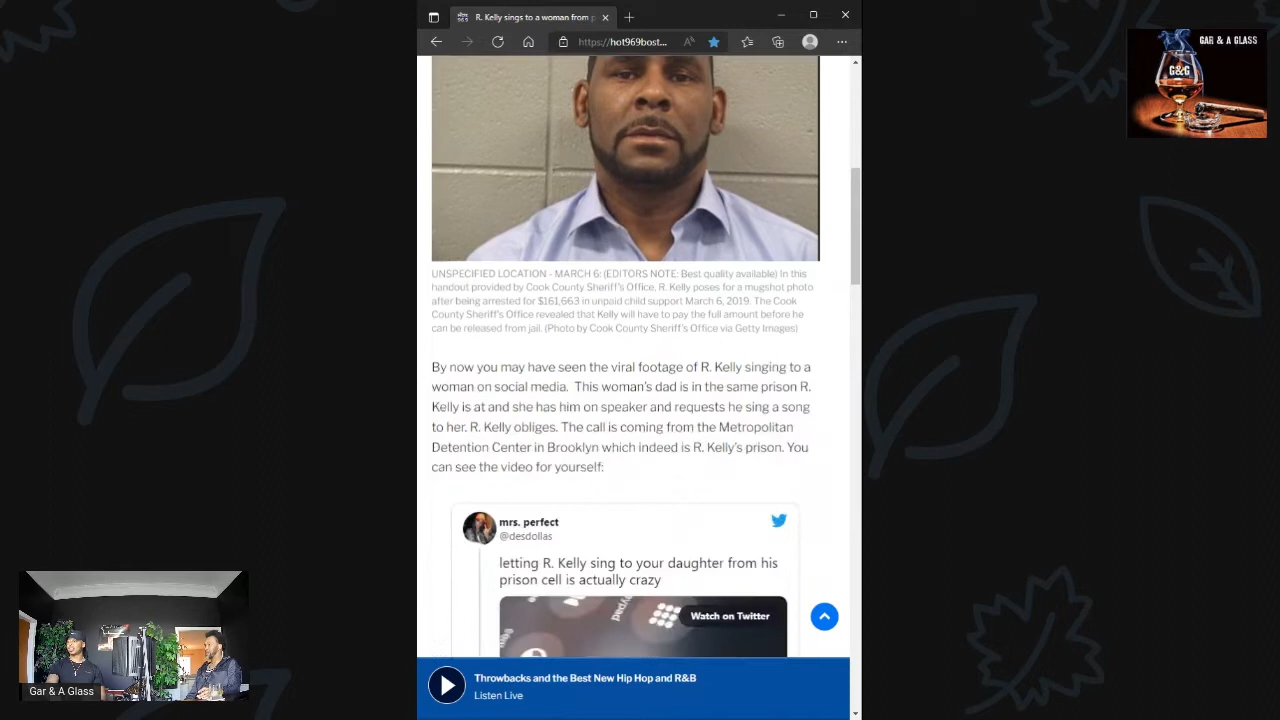 R. Kelly sings to a woman from p
https://hot969bost...
GAR & A GLASS
G&G
UNSPECIFIED LOCATION - MARCH 6: (EDITORS NOTE: Best quality available) In this
handout provided by Cook County Sheriff's Office, R. Kelly poses for a mugshot photo
after being arrested for $161,663 in unpaid child support March 6, 2019. The Cook
County Sheriff's Office revealed that Kelly will have to pay the full amount before he
can be released from jail. (Photo by Cook County Sheriff's Office via Getty Images)
By now you may have seen the viral footage of R. Kelly singing to a
woman on social media.  This woman's dad is in the same prison R.
Kelly is at and she has him on speaker and requests he sing a song
to her. R. Kelly obliges. The call is coming from the Metropolitan
Detention Center in Brooklyn which indeed is R. Kelly's prison. You
can see the video for yourself:
mrs. perfect
@desdollas
letting R. Kelly sing to your daughter from his
prison cell is actually crazy
Watch on Twitter
Gar & A Glass
Throwbacks and the Best New Hip Hop and R&B
Listen Live